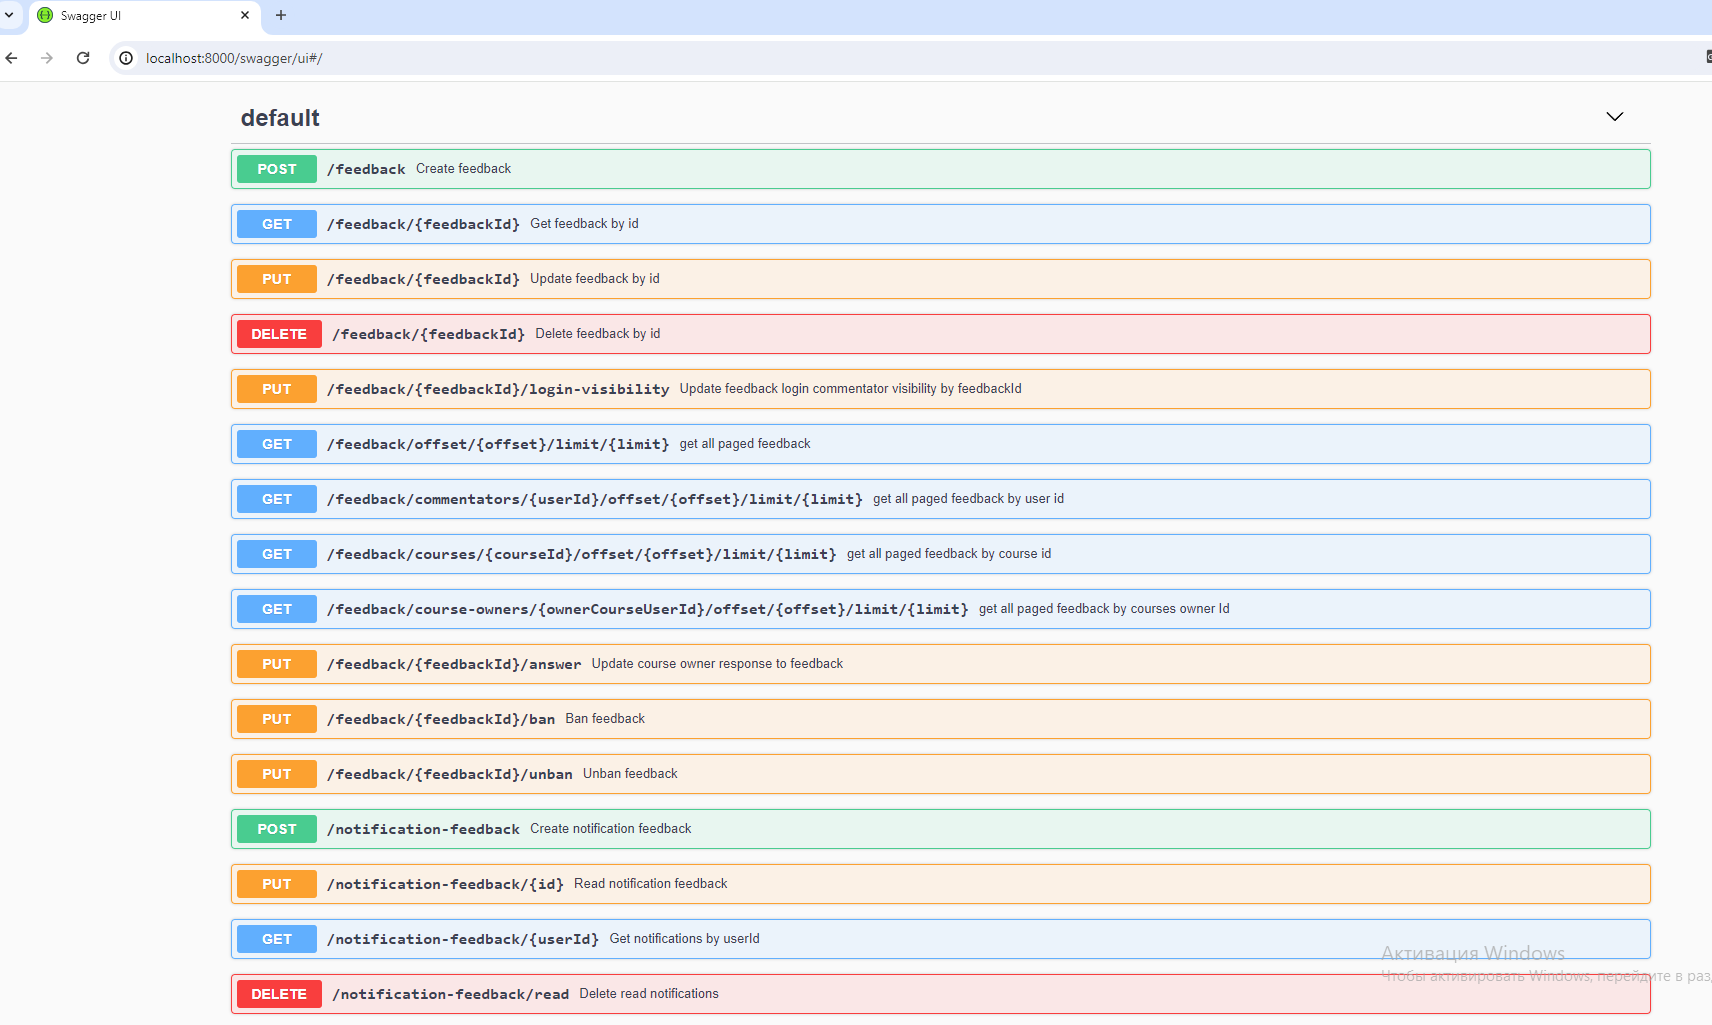 Swagger UI
localhost:8000/swagger/ui#/
default
POST /feedback Create feedback
GET /feedback/{feedbackId} Get feedback by id
PUT /feedback/{feedbackId} Update feedback by id
DELETE /feedback/{feedbackId} Delete feedback by id
PUT /feedback/{feedbackId}/login-visibility Update feedback login commentator visibility by feedbackId
GET /feedback/offset/{offset}/limit/{limit} get all paged feedback
GET /feedback/commentators/{userId}/offset/{offset}/limit/{limit} get all paged feedback by user id
GET /feedback/courses/{courseId}/offset/{offset}/limit/{limit} get all paged feedback by course id
GET /feedback/course-owners/{ownerCourseUserId}/offset/{offset}/limit/{limit} get all paged feedback by courses owner Id
PUT /feedback/{feedbackId}/answer Update course owner response to feedback
PUT /feedback/{feedbackId}/ban Ban feedback
PUT /feedback/{feedbackId}/unban Unban feedback
POST /notification-feedback Create notification feedback
PUT /notification-feedback/{id} Read notification feedback
GET /notification-feedback/{userId} Get notifications by userId
Активация Windows
Чтобы активировать Windows, перейдите в раз
DELETE /notification-feedback/read Delete read notifications